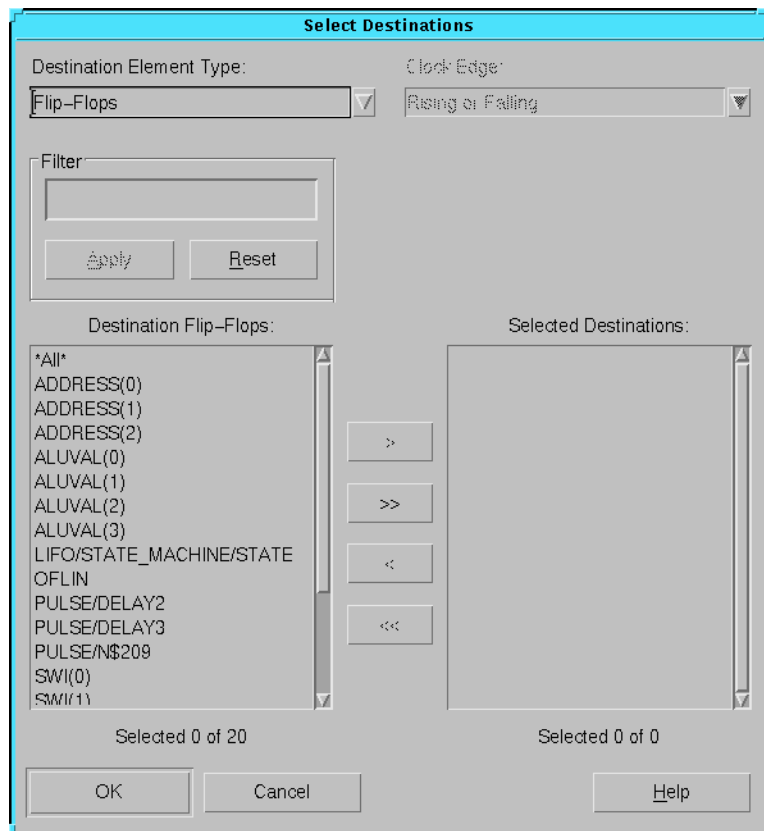 Select Destinations
Destination Element Type:
Clock Edge:
Flip–Flops
Rising or Falling
Filter
Apply
Reset
Destination Flip–Flops:
Selected Destinations:
*All*
ADDRESS(0)
ADDRESS(1)
ADDRESS(2)
ALUVAL(0)
ALUVAL(1)
ALUVAL(2)
ALUVAL(3)
LIFO/STATE_MACHINE/STATE
OFLIN
PULSE/DELAY2
PULSE/DELAY3
PULSE/N$209
SWI(0)
SWI(1)
>
>>
<
<<
Selected 0 of 20
Selected 0 of 0
OK
Cancel
Help